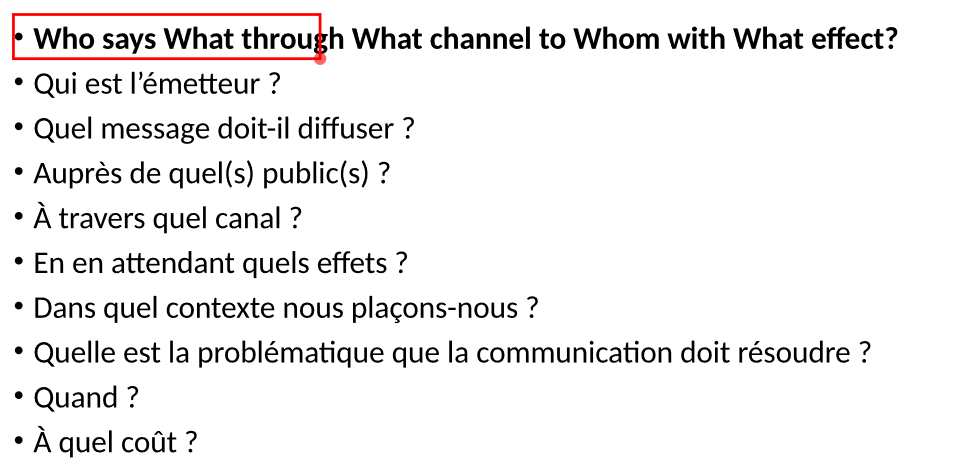 • Who says What through What channel to Whom with What effect?
• Qui est l’émetteur ?
• Quel message doit-il diffuser ?
• Auprès de quel(s) public(s) ?
• À travers quel canal ?
• En en attendant quels effets ?
• Dans quel contexte nous plaçons-nous ?
• Quelle est la problématique que la communication doit résoudre ?
• Quand ?
• À quel coût ?